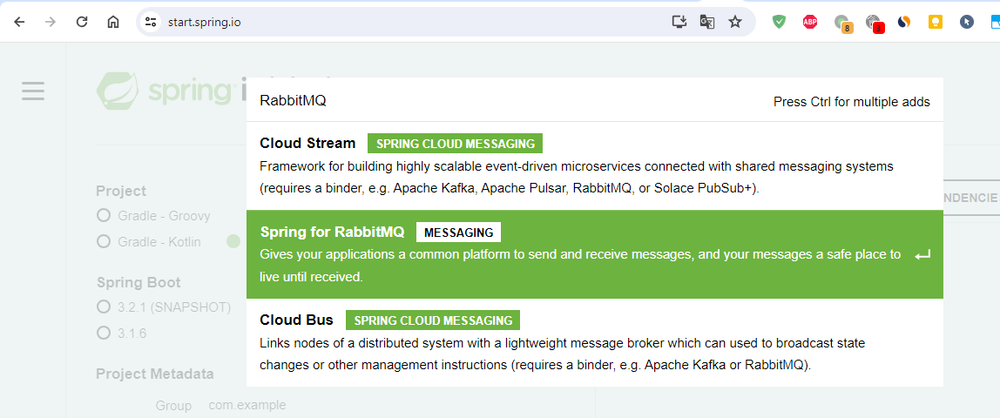 start.spring.io
ABP
8
3
spring
RabbitMQ
Press Ctrl for multiple adds
Cloud Stream SPRING CLOUD MESSAGING
Framework for building highly scalable event-driven microservices connected with shared messaging systems
(requires a binder, e.g. Apache Kafka, Apache Pulsar, RabbitMQ, or Solace PubSub+).
Spring for RabbitMQ MESSAGING
Gives your applications a common platform to send and receive messages, and your messages a safe place to
live until received.
Cloud Bus SPRING CLOUD MESSAGING
Links nodes of a distributed system with a lightweight message broker which can used to broadcast state
changes or other management instructions (requires a binder, e.g. Apache Kafka or RabbitMQ).
Project
Gradle - Groovy
Gradle - Kotlin
NDENCIE
Spring Boot
3.2.1 (SNAPSHOT)
3.1.6
Project Metadata
Group com.example